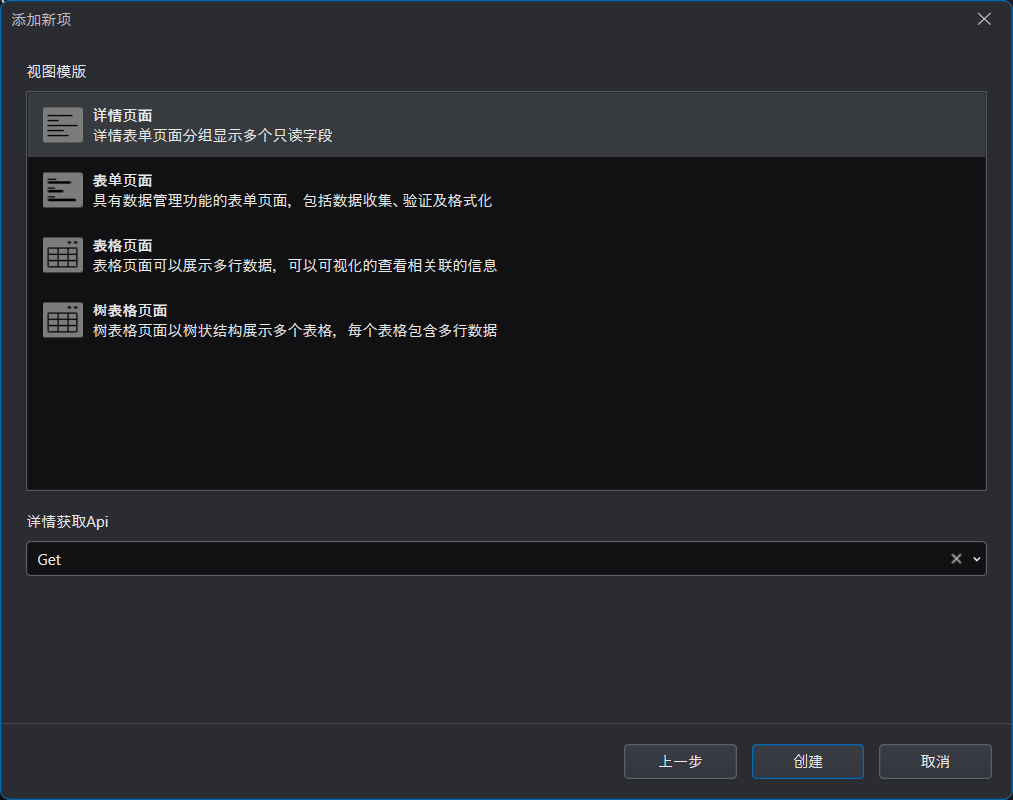 添加新项
视图模版
详情页面
详情表单页面分组显示多个只读字段
表单页面
具有数据管理功能的表单页面，包括数据收集、验证及格式化
表格页面
表格页面可以展示多行数据，可以可视化的查看相关联的信息
树表格页面
树表格页面以树状结构展示多个表格，每个表格包含多行数据
详情获取Api
Get
上一步
创建
取消